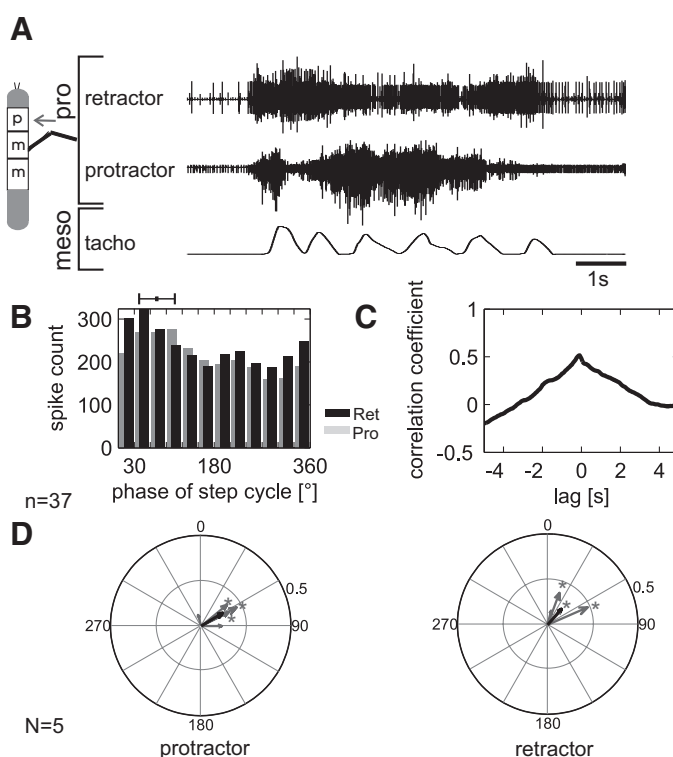 A
p
m
m
pro
retractor
protractor
meso
tacho
1s
B
spike count
300
200
100
0
30 180 360
phase of step cycle [°]
Ret
Pro
n=37
C
correlation coefficient
1
0.5
0
-0.5
-4 -2 0 2 4
lag [s]
D
0
0.5
270 90
180
protractor
* * *
0
0.5
270 90
180
retractor
* * *
N=5